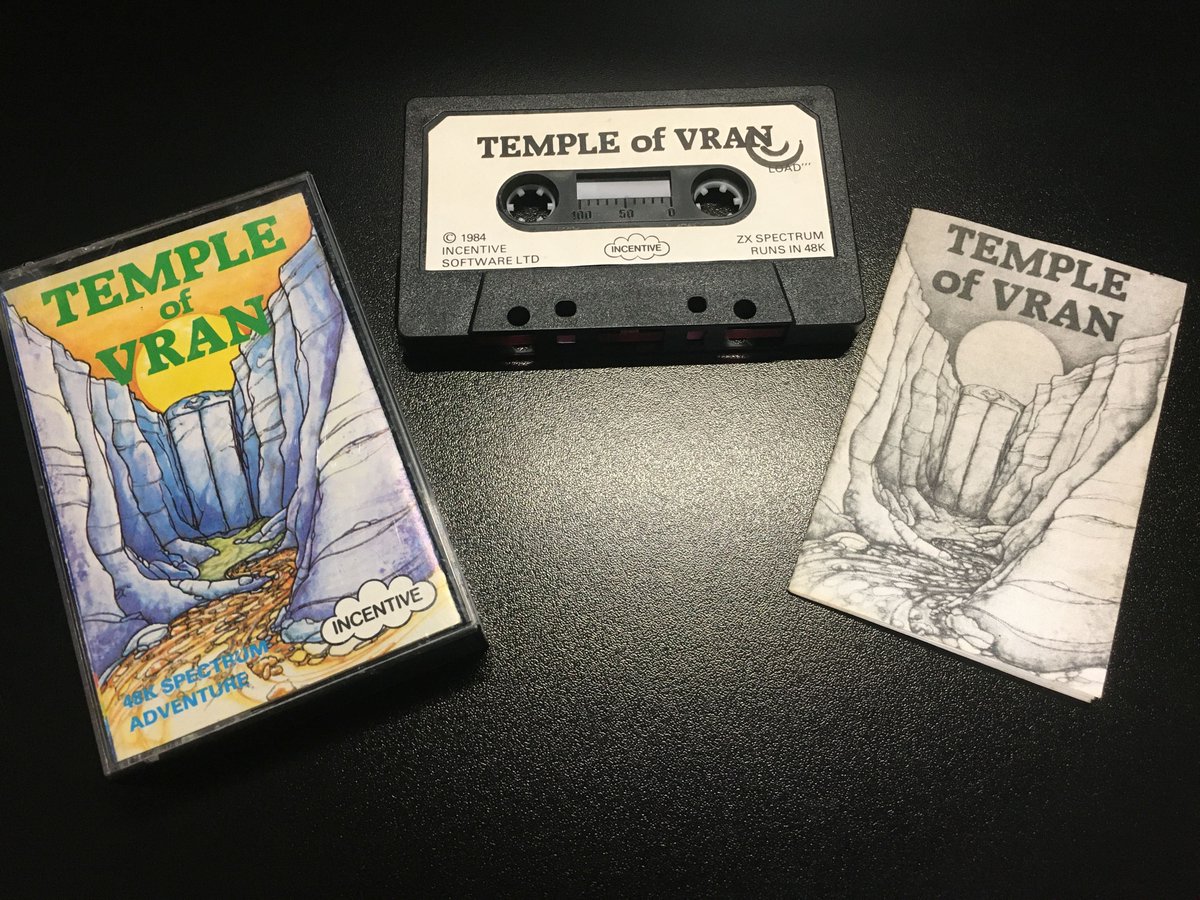 TEMPLE
of
VRAN
INCENTIVE
48K SPECTRUM
ADVENTURE
TEMPLE of VRAN
LOAD"'
100 50 0
© 1984
INCENTIVE
SOFTWARE LTD
INCENTIVE
ZX SPECTRUM
RUNS IN 48K
TEMPLE
of VRAN